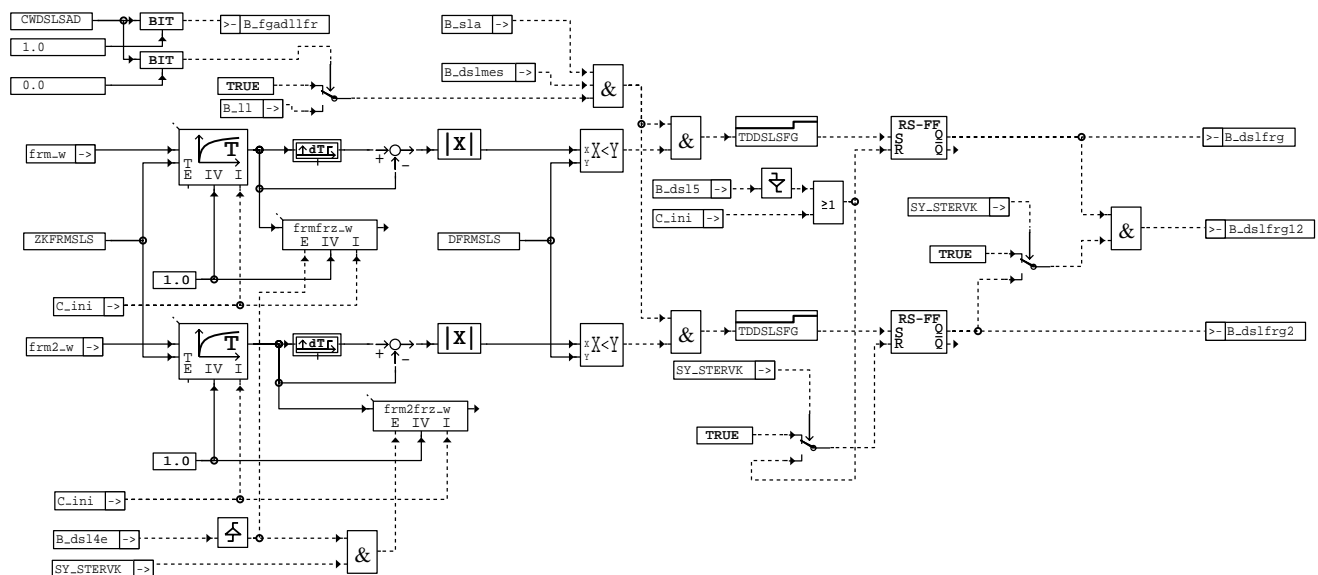 CWDSLSAD
BIT
>- B_fgadllfr
B_sla ->
1.0
BIT
0.0
TRUE
B_dslmes ->
&
B_ll ->
T
T
E IV I
frm_w ->
dT
+
-
|X|
X
Y
X<Y
&
TDDSLSFG
RS-FF
S Q
R Q
>- B_dslfrg
B_dsl5 ->
≥1
C_ini ->
SY_STERVK ->
&
>- B_dslfrg12
frmfrz_w
E IV I
ZKFRMSLS
DFRMSLS
TRUE
1.0
C_ini ->
T
T
E IV I
frm2_w ->
dT
+
-
|X|
X
Y
X<Y
&
TDDSLSFG
RS-FF
S Q
R Q
>- B_dslfrg2
SY_STERVK ->
frm2frz_w
E IV I
TRUE
1.0
C_ini ->
B_dsl4e ->
&
SY_STERVK ->